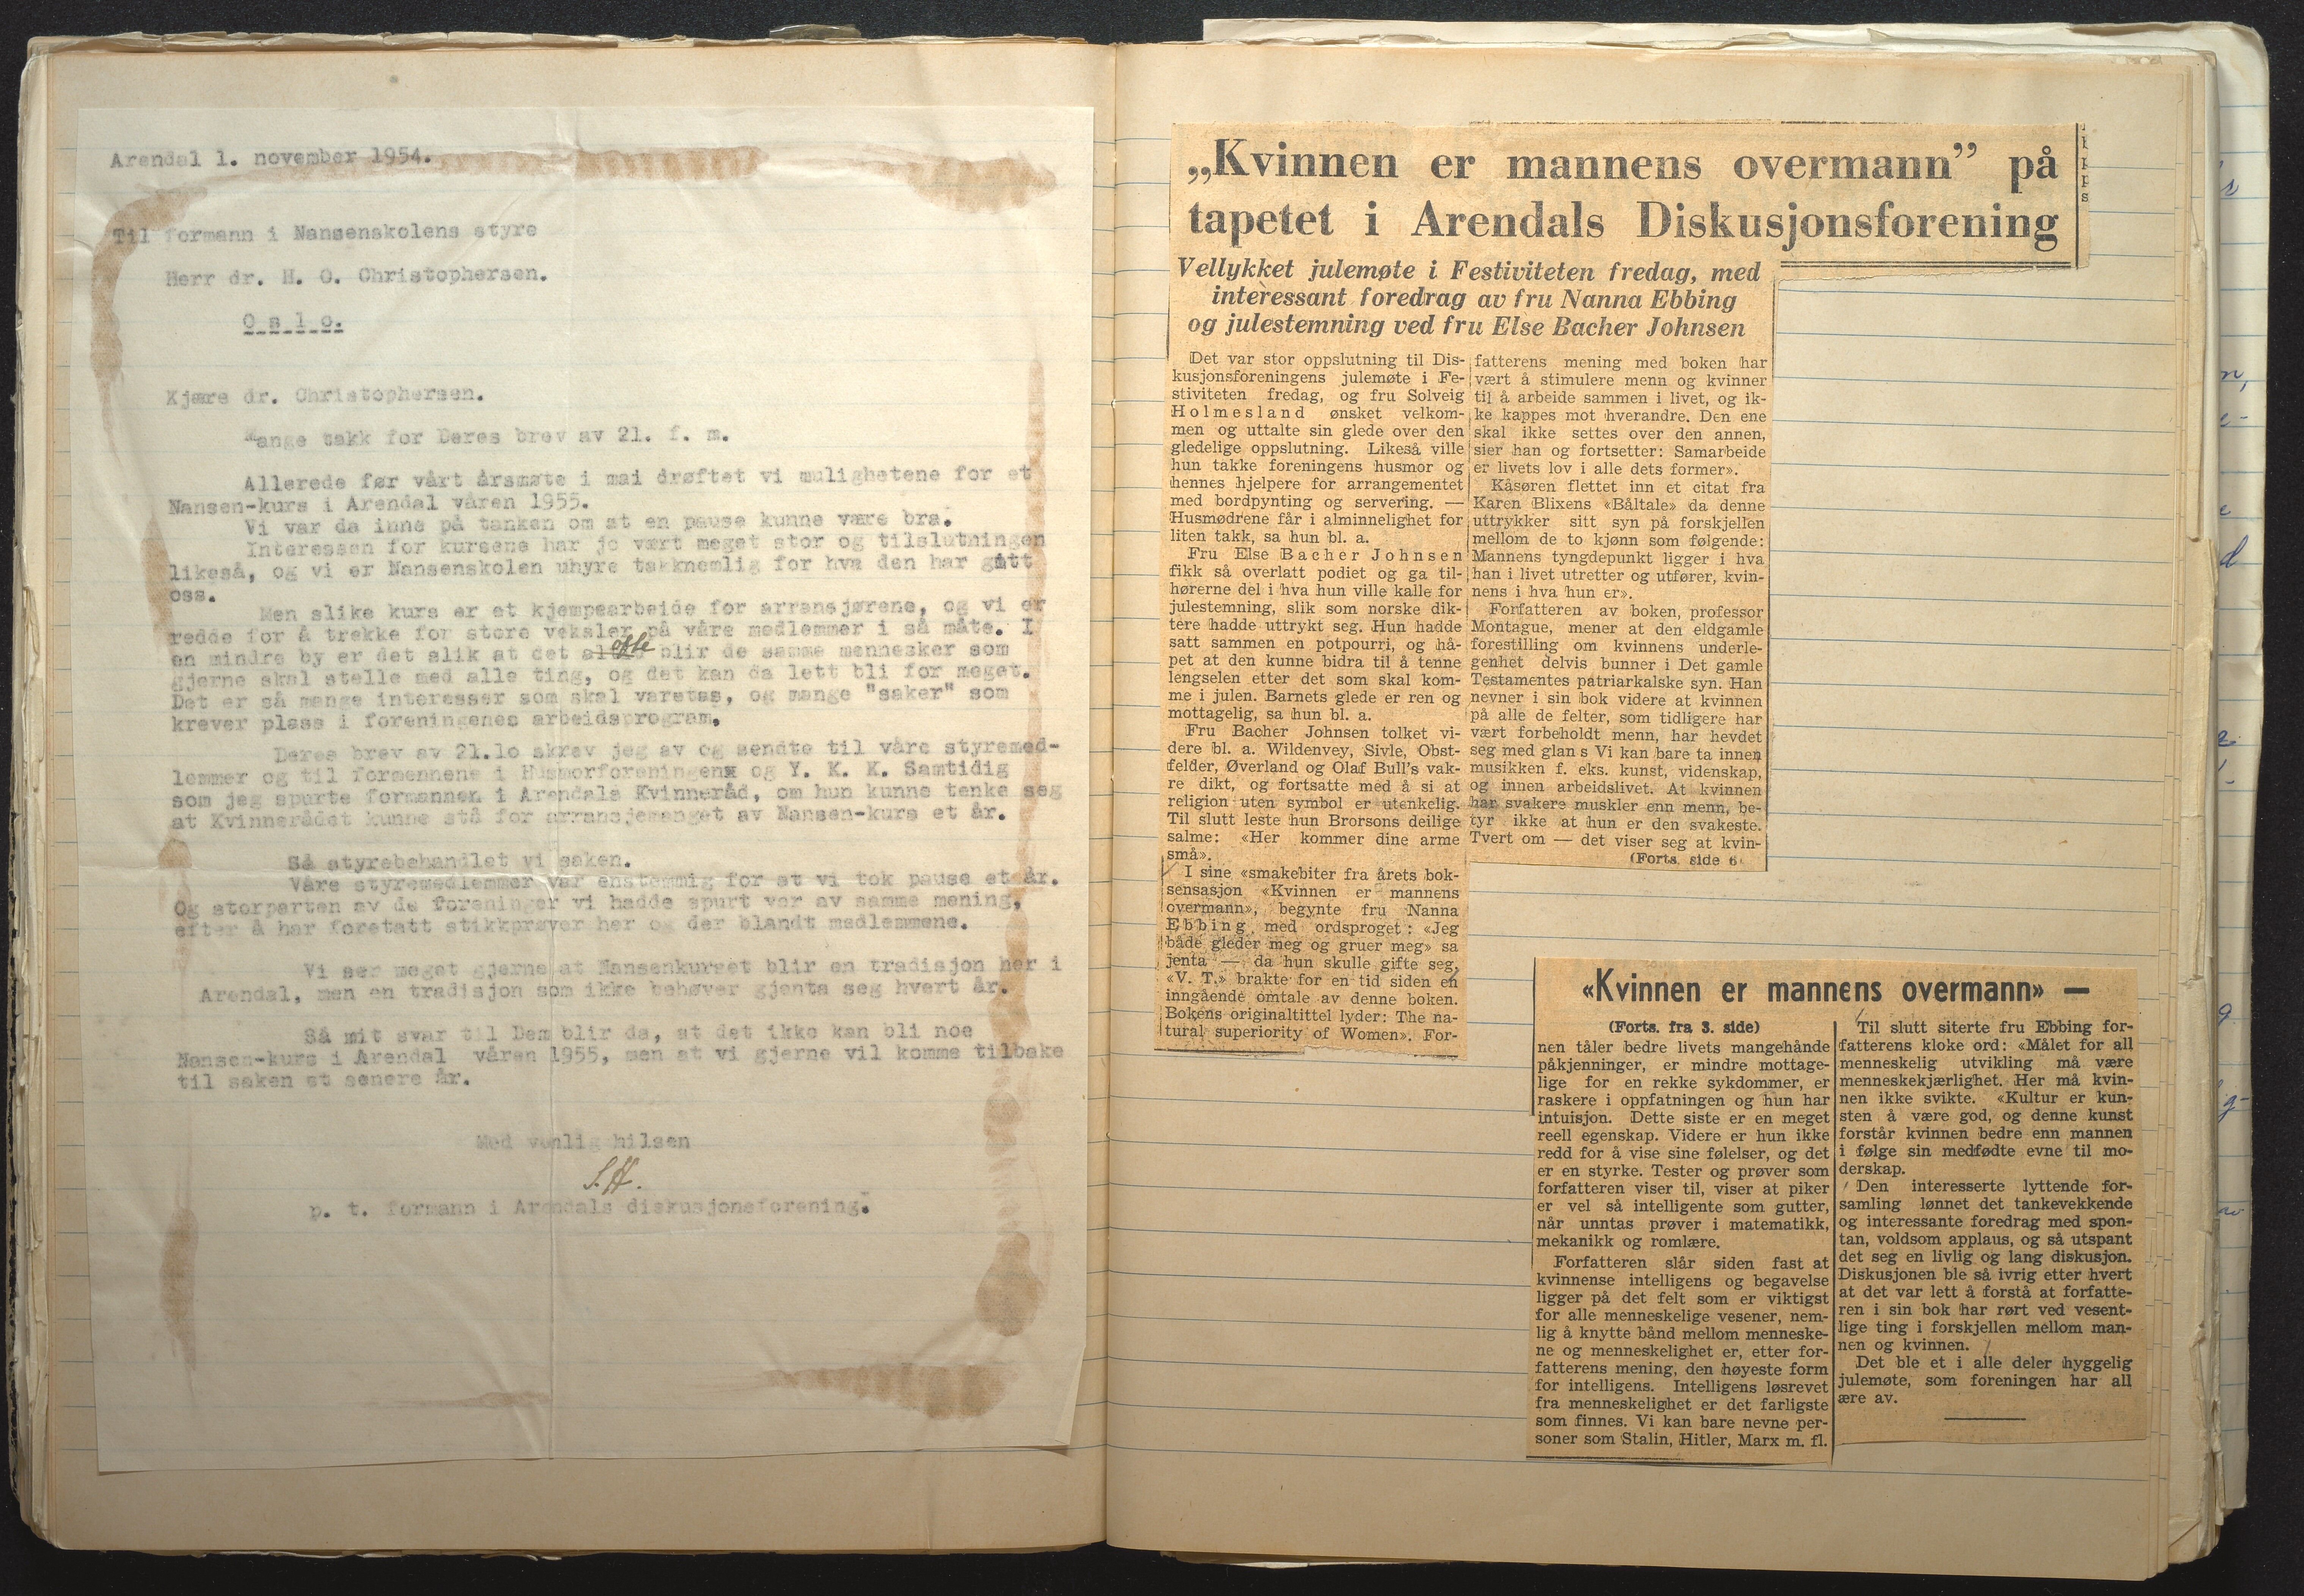 Arendal 1. november 1954.
Til formann i Nansenskolens styre
Herr dr. H. O. Christophersen.
O s l o.
Kjære dr. Christophersen.
Mange takk for Deres brev av 21. f. m.
Allerede før vårt årsmøte i mai drøftet vi mulighetene for et
Nansen-kurs i Arendal våren 1955.
Vi var da inne på tanken om at en pause kunne være bra.
Interessen for kursene har jo vært meget stor og tilslutningen
likeså, og vi er Nansenskolen uhyre takknemlig for hva den har gitt
oss.
Men slike kurs er et kjempearbeide for arransjørene, og vi er
redde for å trekke for store veksler på våre medlemmer i så måte. I
en mindre by er det slik at det ofte blir de samme mennesker som
gjerne skal stelle med alle ting, og det kan da lett bli for meget.
Det er så mange interesser som skal varetas, og mange "saker" som
krever plass i foreningenes arbeidsprogram.
Deres brev av 21.10 skrev jeg av og sendte til våre styremed-
lemmer og til formennene i Husmorforeningen og Y. K. K. Samtidig
som jeg spurte formannen i Arendals Kvinneråd, om hun kunne tenke seg
at Kvinnerådet kunne stå for arransjemanget av Nansen-kurs et år.
Så styrebehandlet vi saken.
Våre styremedlemmer var enstemmig for at vi tok pause et år.
Og storparten av de foreninger vi hadde spurt var av samme mening,
efter å har foretatt stikkprøver her og der blandt medlemmene.
Vi ser meget gjerne at Nansenkurset blir en tradisjon her i
Arendal, men en tradisjon som ikke behøver gjenta seg hvert år.
Så mit svar til Dem blir da, at det ikke kan bli noe
Nansen-kurs i Arendal våren 1955, men at vi gjerne vil komme tilbake
til saken et senere år.
Med venlig hilsen
S.H.
p. t. formann i Arendals diskusjonsforening.
„Kvinnen er mannens overmann” på
tapetet i Arendals Diskusjonsforening
Vellykket julemøte i Festiviteten fredag, med
interessant foredrag av fru Nanna Ebbing
og julestemning ved fru Else Bacher Johnsen
Det var stor oppslutning til Dis-
kusjonsforeningens julemøte i Fe-
stiviteten fredag, og fru Solveig
Holmesland ønsket velkom-
men og uttalte sin glede over den
gledelige oppslutning. Likeså ville
hun takke foreningens husmor og
hennes hjelpere for arrangementet
med bordpynting og servering. —
Husmødrene får i alminnelighet for
liten takk, sa hun bl. a.
Fru Else Bacher Johnsen
fikk så overlatt podiet og ga til-
hørerne del i hva hun ville kalle for
julestemning, slik som norske dik-
tere hadde uttrykt seg. Hun hadde
satt sammen en potpourri, og hå-
pet at den kunne bidra til å tenne
lengselen etter det som skal kom-
me i julen. Barnets glede er ren og
mottagelig, sa hun bl. a.
Fru Bacher Johnsen tolket vi-
dere bl. a. Wildenvey, Sivle, Obst-
felder, Øverland og Olaf Bull's vak-
re dikt, og fortsatte med å si at
religion uten symbol er utenkelig.
Til slutt leste hun Brorsons deilige
salme: «Her kommer dine arme
små».
I sine «smakebiter fra årets bok-
sensasjon «Kvinnen er mannens
overmann», begynte fru Nanna
Ebbing med ordsproget: «Jeg
både gleder meg og gruer meg» sa
jenta — da hun skulle gifte seg.
«V. T.» brakte for en tid siden en
inngående omtale av denne boken.
Bokens originaltittel lyder: The na-
tural superiority of Women». For-
fatterens mening med boken har
vært å stimulere menn og kvinner
til å arbeide sammen i livet, og ik-
ke kappes mot hverandre. Den ene
skal ikke settes over den annen,
sier han og fortsetter: Samarbeide
er livets lov i alle dets former».
Kåsøren flettet inn et citat fra
Karen Blixens «Båltale» da denne
uttrykker sitt syn på forskjellen
mellom de to kjønn som følgende:
Mannens tyngdepunkt ligger i hva
han i livet utretter og utfører, kvin-
nens i hva hun er».
Forfatteren av boken, professor
Montague, mener at den eldgamle
forestilling om kvinnens underle-
genhet delvis bunner i Det gamle
Testamentes patriarkalske syn. Han
nevner i sin bok videre at kvinnen
på alle de felter, som tidligere har
vært forbeholdt menn, har hevdet
seg med glans Vi kan bare ta innen
musikken f. eks. kunst, videnskap,
og innen arbeidslivet. At kvinnen
har svakere muskler enn menn, be-
tyr ikke at hun er den svakeste.
Tvert om — det viser seg at kvin-
(Forts. side 6
«Kvinnen er mannens overmann» —
(Forts. fra 3. side)
nen tåler bedre livets mangehånde
påkjenninger, er mindre mottage-
lige for en rekke sykdommer, er
raskere i oppfatningen og hun har
intuisjon. Dette siste er en meget
reell egenskap. Videre er hun ikke
redd for å vise sine følelser, og det
er en styrke. Tester og prøver som
forfatteren viser til, viser at piker
er vel så intelligente som gutter,
når unntas prøver i matematikk,
mekanikk og romlære.
Forfatteren slår siden fast at
kvinnense intelligens og begavelse
ligger på det felt som er viktigst
for alle menneskelige vesener, nem-
lig å knytte bånd mellom menneske-
ne og menneskelighet er, etter for-
fatterens mening, den høyeste form
for intelligens. Intelligens løsrevet
fra menneskelighet er det farligste
som finnes. Vi kan bare nevne per-
soner som Stalin, Hitler, Marx m. fl.
Til slutt siterte fru Ebbing for-
fatterens kloke ord: «Målet for all
menneskelig utvikling må være
menneskekjærlighet. Her må kvin-
nen ikke svikte. «Kultur er kun-
sten å være god, og denne kunst
forstår kvinnen bedre enn mannen
i følge sin medfødte evne til mo-
derskap.
Den interesserte lyttende for-
samling lønnet det tankevekkende
og interessante foredrag med spon-
tan, voldsom applaus, og så utspant
det seg en livlig og lang diskusjon.
Diskusjonen ble så ivrig etter hvert
at det var lett å forstå at forfatte-
ren i sin bok har rørt ved vesent-
lige ting i forskjellen mellom man-
nen og kvinnen.
Det ble et i alle deler hyggelig
julemøte, som foreningen har all
ære av.